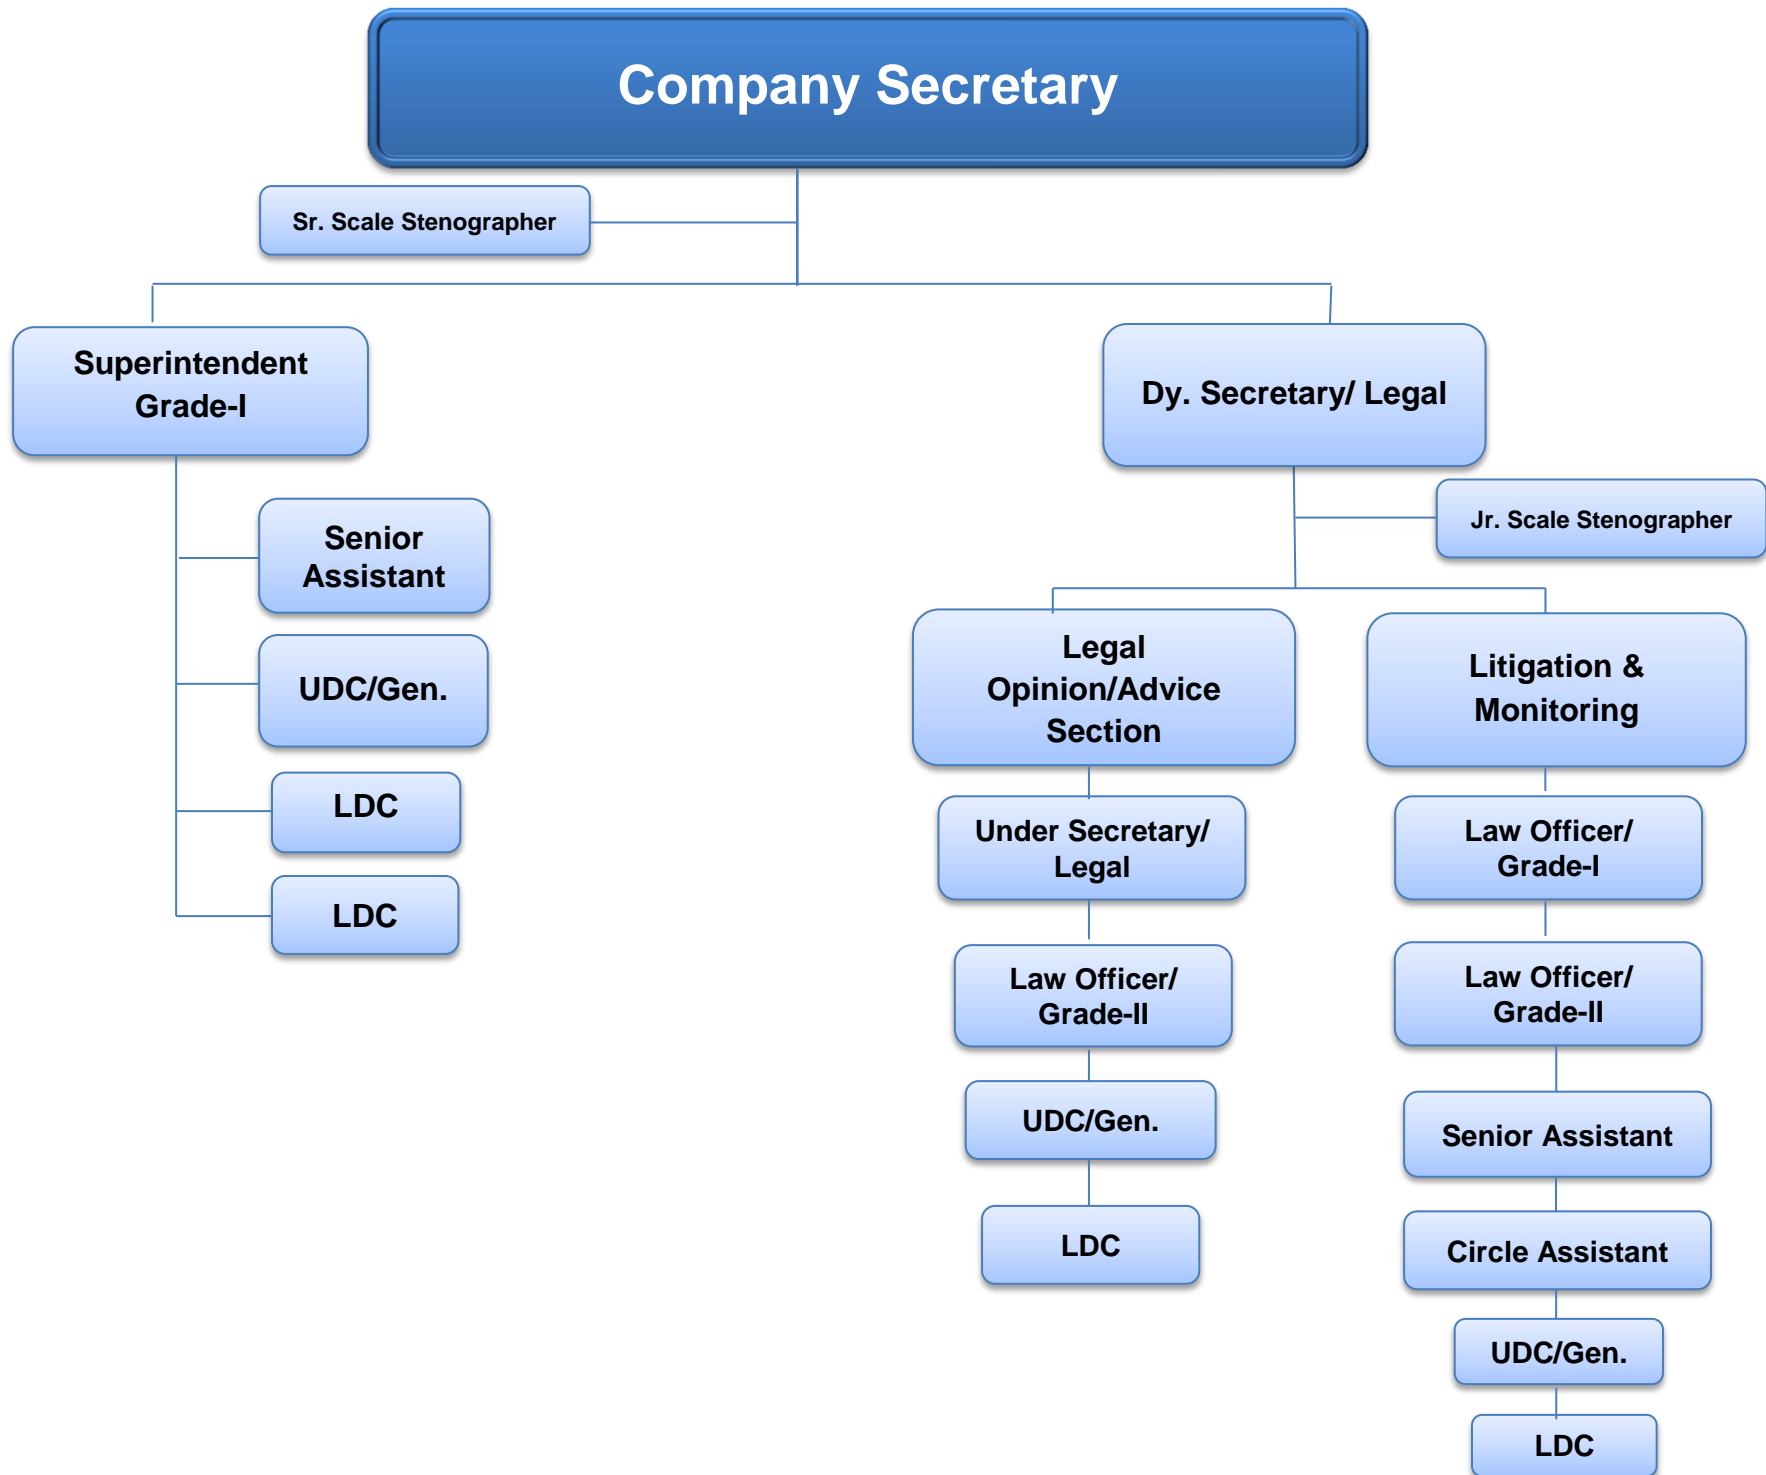 Company Secretary
Sr. Scale Stenographer
Superintendent
Grade-I
Senior
Assistant
UDC/Gen.
LDC
LDC
Dy. Secretary/ Legal
Jr. Scale Stenographer
Legal
Opinion/Advice
Section
Under Secretary/
Legal
Law Officer/
Grade-II
UDC/Gen.
LDC
Litigation &
Monitoring
Law Officer/
Grade-I
Law Officer/
Grade-II
Senior Assistant
Circle Assistant
UDC/Gen.
LDC